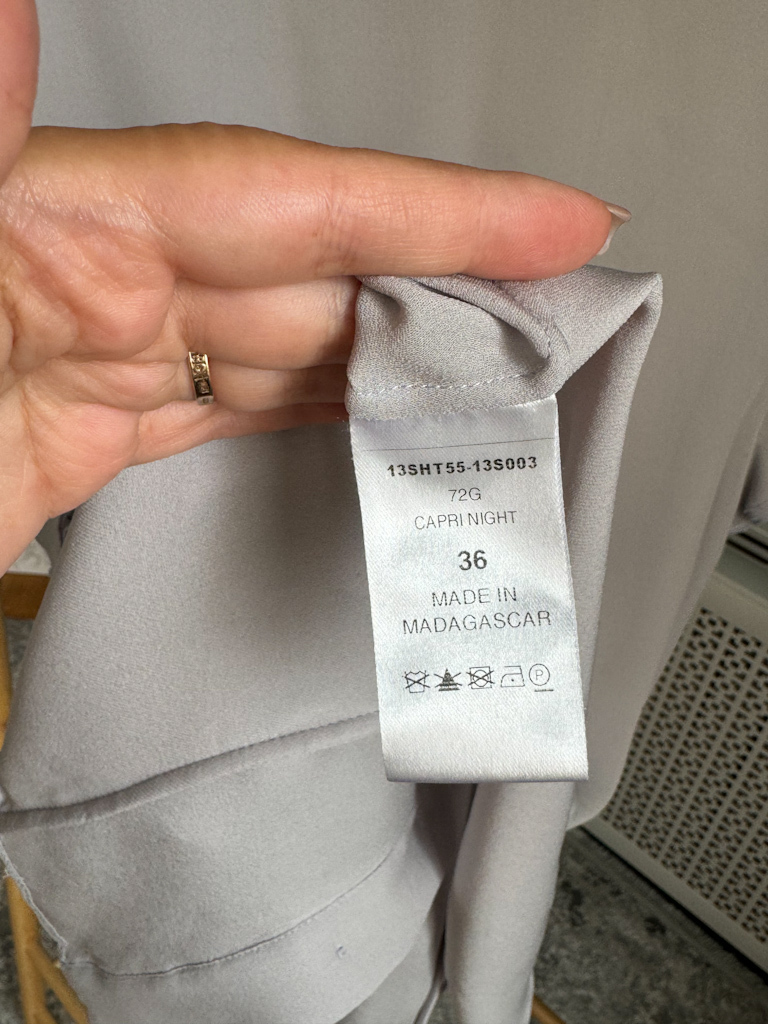 13SHT55-13S003
72G
CAPRI NIGHT
36
MADE IN
MADAGASCAR
P